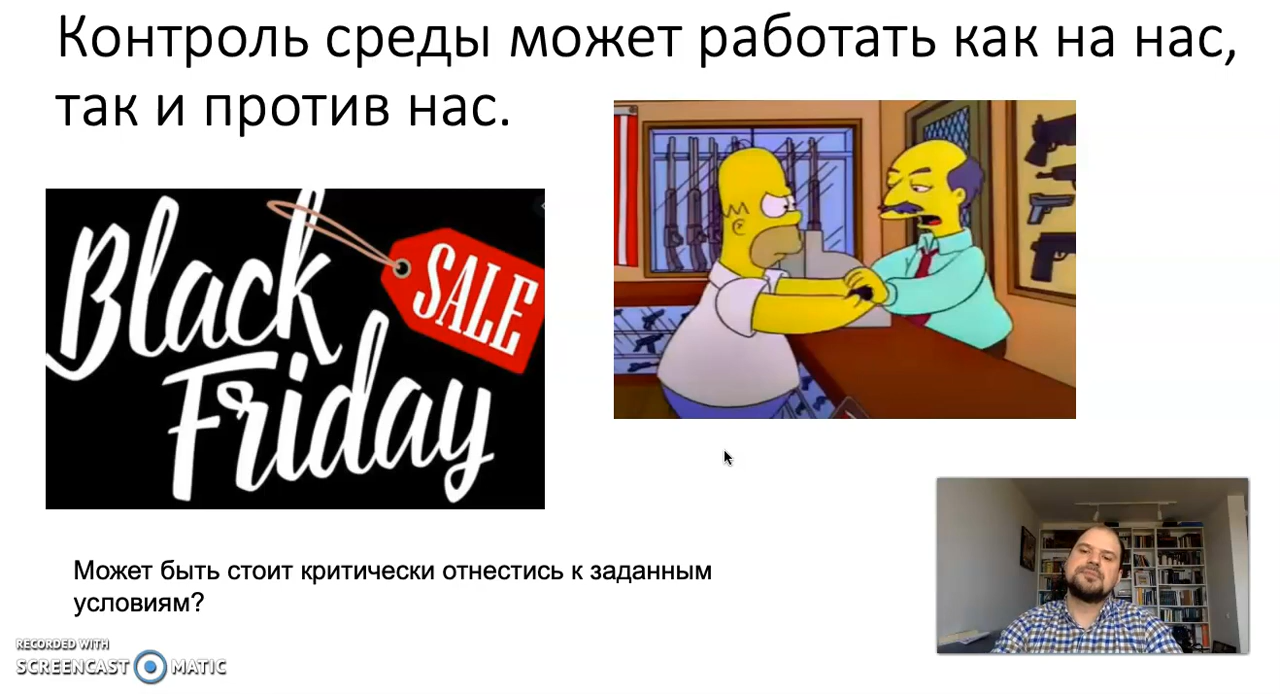 Контроль среды может работать как на нас,
так и против нас.
Black
SALE
Friday
Может быть стоит критически отнестись к заданным
условиям?
RECORDED WITH
SCREENCAST MATIC